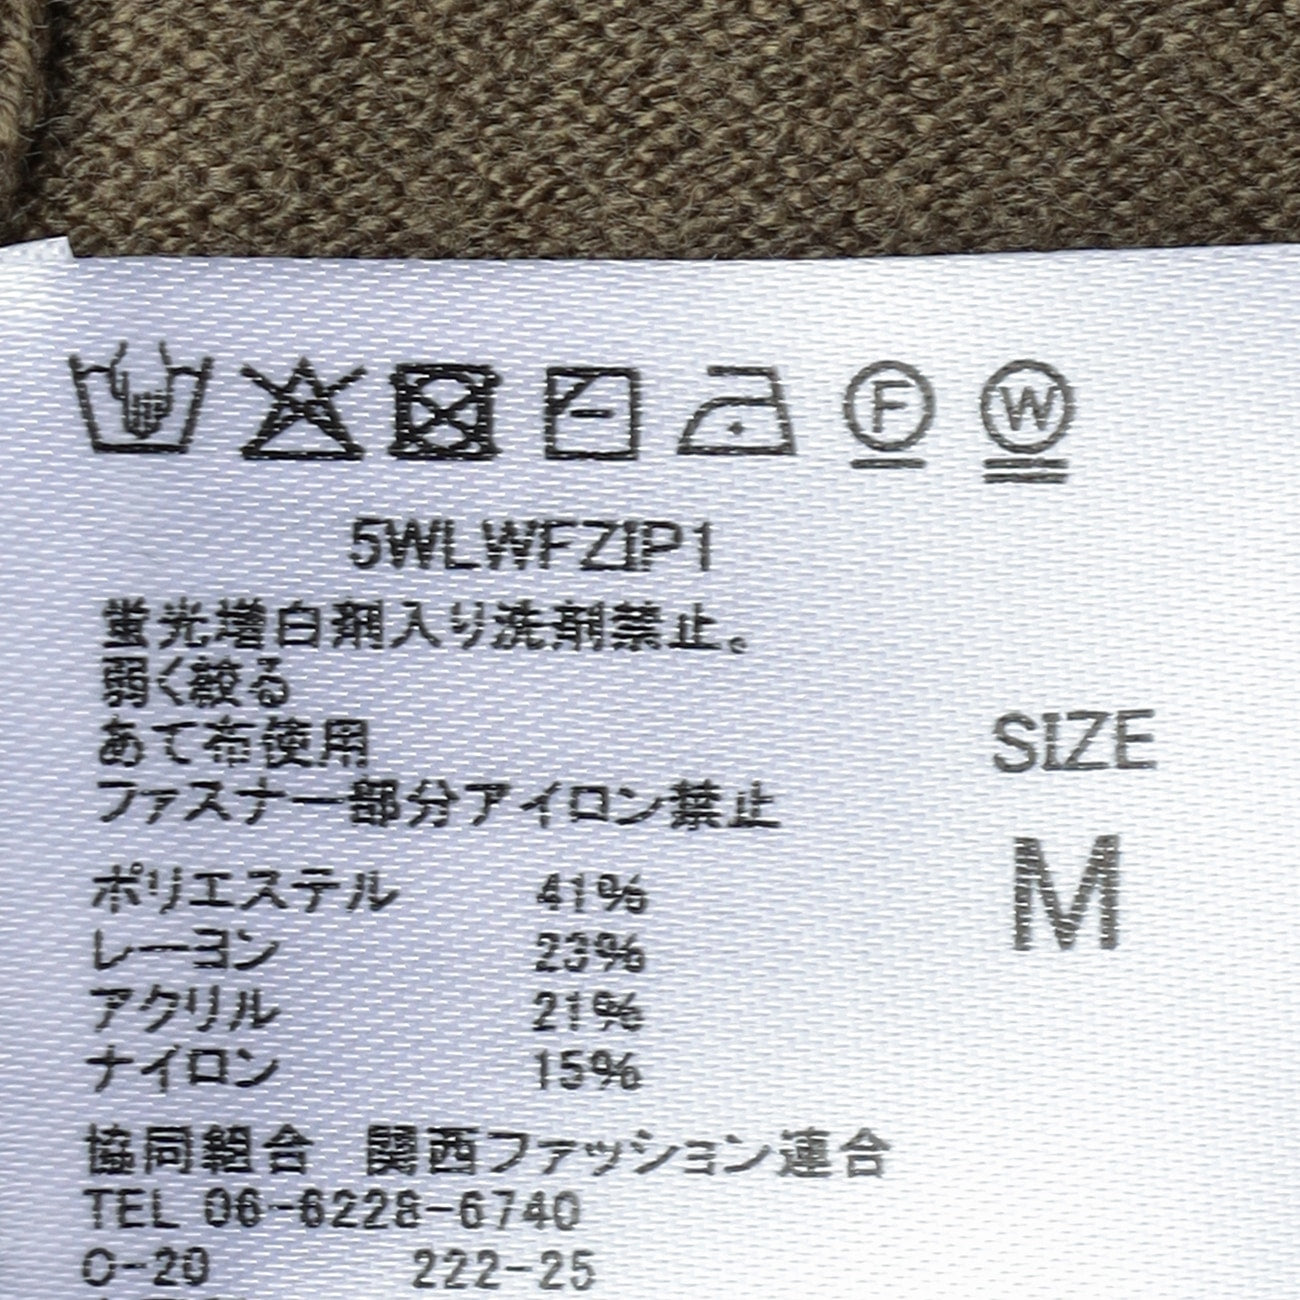 F W
5WLWFZIP1
蛍光増白剤入り洗剤禁止。
弱く絞る
あて布使用
ファスナー部分アイロン禁止
SIZE
M
ポリエステル 41%
レーヨン 23%
アクリル 21%
ナイロン 15%
協同組合 関西ファッション連合
TEL 06-6228-6740
C-20 222-25